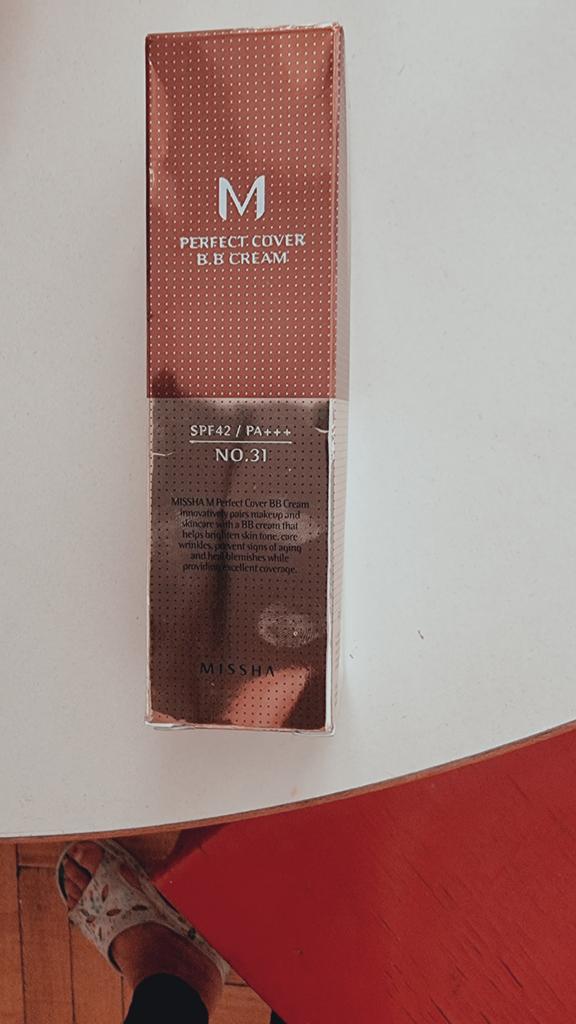 M
PERFECT COVER
B.B CREAM
SPF42 / PA+++
NO.31
MISSHA M Perfect Cover BB Cream
innovatively pairs makeup and
skincare with a BB cream that
helps brighten skin tone, care
wrinkles, prevent signs of aging
and heal blemishes while
providing excellent coverage.
MISSHA